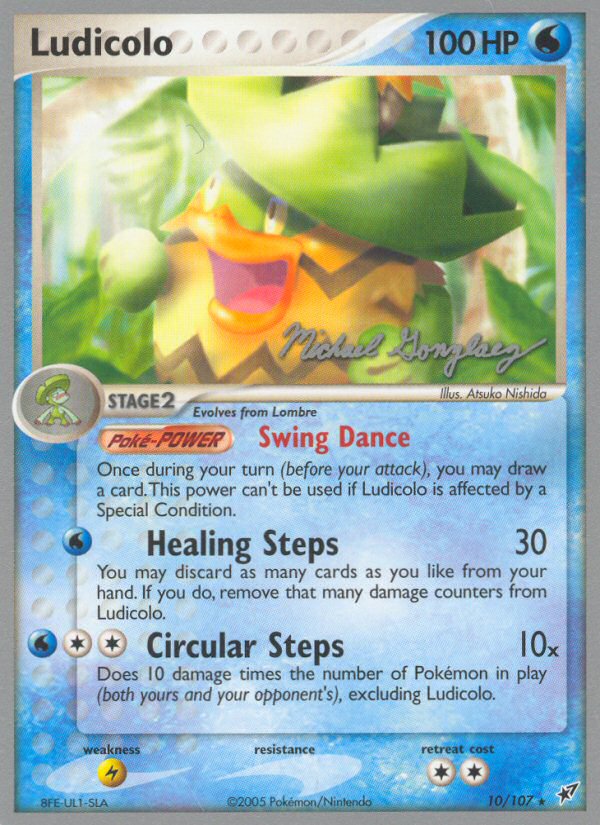 Ludicolo 100 HP
Michael Gonzalez
Illus. Atsuko Nishida
STAGE2
Evolves from Lombre
Poké-POWER Swing Dance
Once during your turn (before your attack), you may draw
a card.This power can't be used if Ludicolo is affected by a
Special Condition.
Healing Steps 30
You may discard as many cards as you like from your
hand. If you do, remove that many damage counters from
Ludicolo.
Circular Steps 10x
Does 10 damage times the number of Pokémon in play
(both yours and your opponent's), excluding Ludicolo.
weakness resistance retreat cost
8FE-UL1-SLA ©2005 Pokémon/Nintendo 10/107 ★